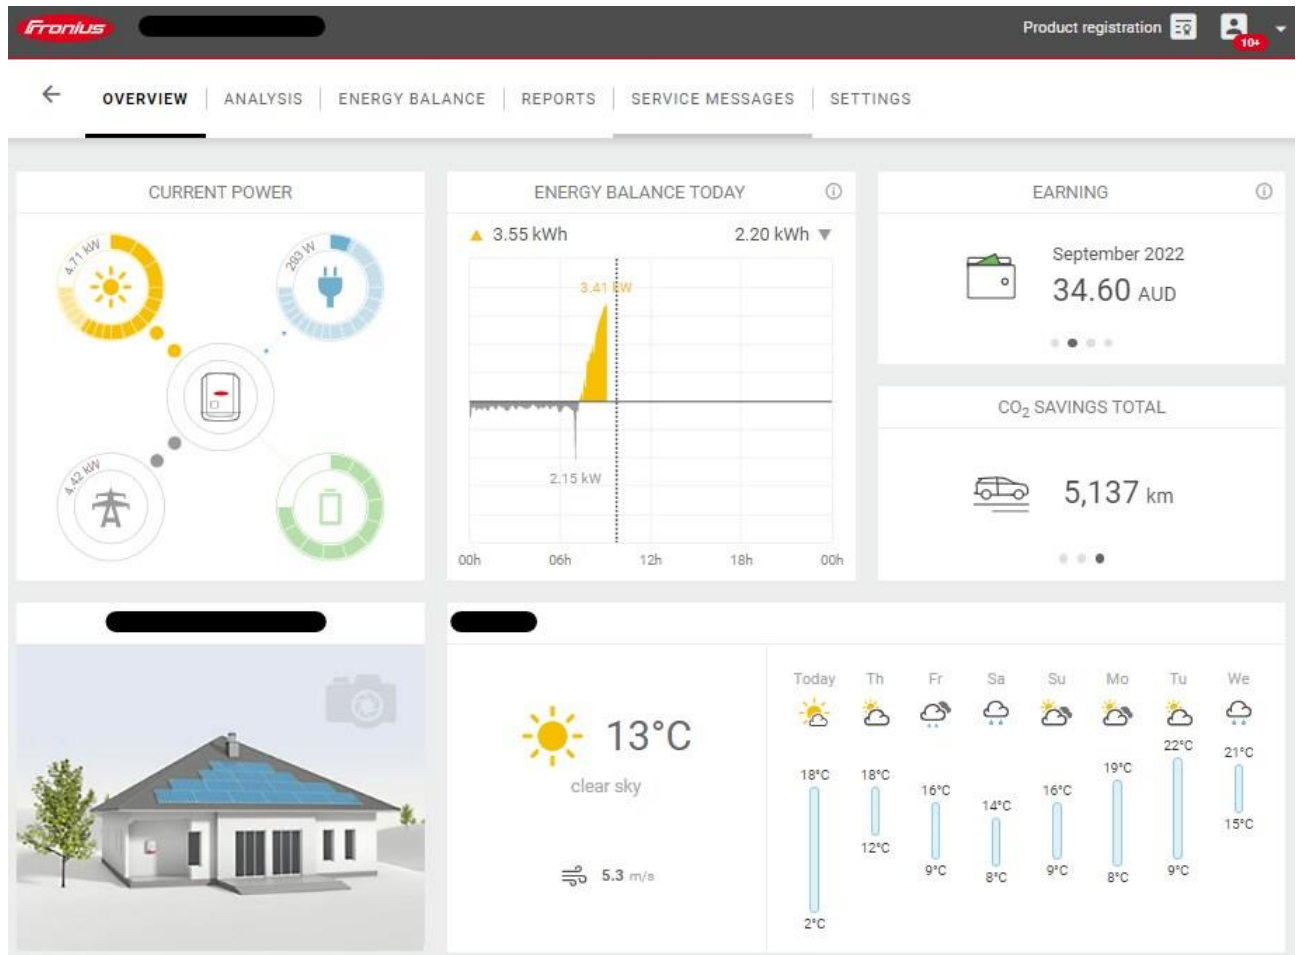 Fronius
Product registration
10+
OVERVIEW ANALYSIS ENERGY BALANCE REPORTS SERVICE MESSAGES SETTINGS
CURRENT POWER
4.71 kW
293 W
4.42 kW
ENERGY BALANCE TODAY
3.55 kWh 2.20 kWh
3.41 kW
2.15 kW
00h 06h 12h 18h 00h
EARNING
September 2022
34.60 AUD
CO₂ SAVINGS TOTAL
5,137 km
13°C
clear sky
5.3 m/s
Today Th Fr Sa Su Mo Tu We
18°C 18°C 16°C 14°C 16°C 19°C 22°C 21°C
2°C 12°C 9°C 8°C 9°C 8°C 9°C 15°C